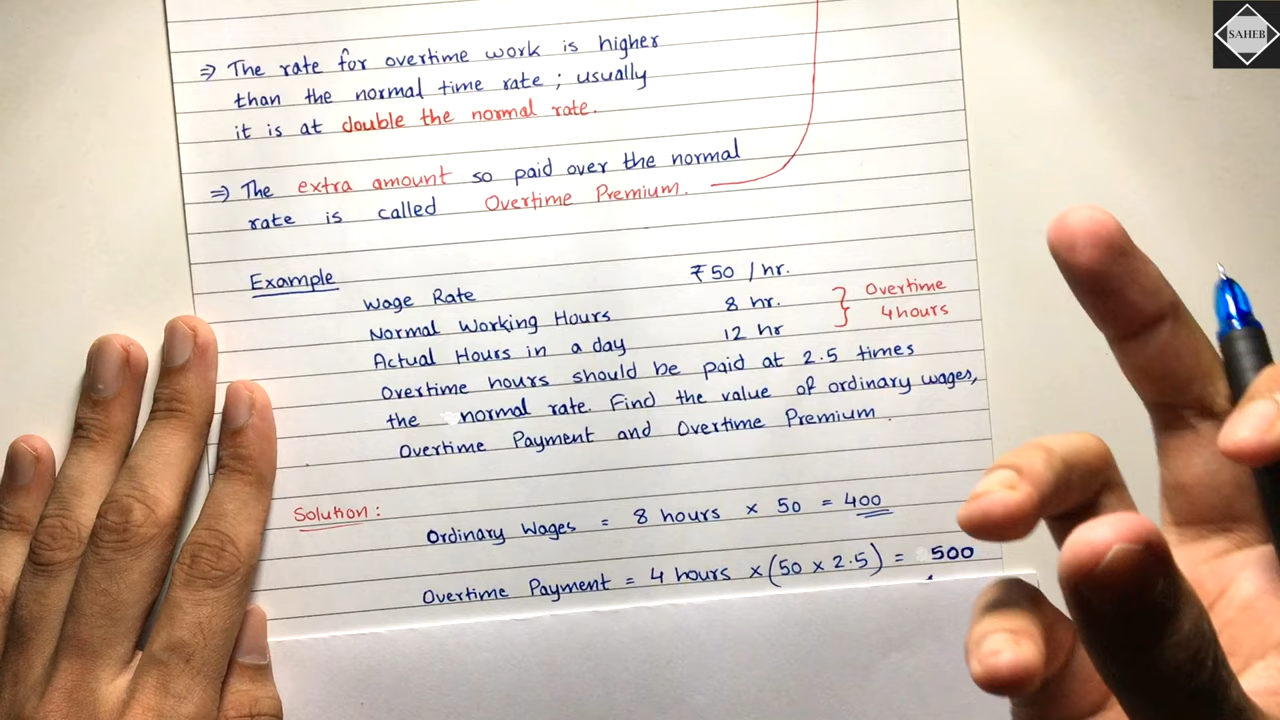 SAHEB
⇒ The rate for overtime work is higher
than the normal time rate ; usually
it is at double the normal rate.
⇒ The extra amount so paid over the normal
rate is called Overtime Premium.
Example
Wage Rate ₹50 / hr.
Normal Working Hours 8 hr. } Overtime
Actual Hours in a day 12 hr 4 hours
Overtime hours should be paid at 2.5 times
the normal rate. Find the value of ordinary wages,
Overtime Payment and Overtime Premium.
Solution :
Ordinary Wages = 8 hours × 50 = 400
Overtime Payment = 4 hours × (50 × 2.5) = 500